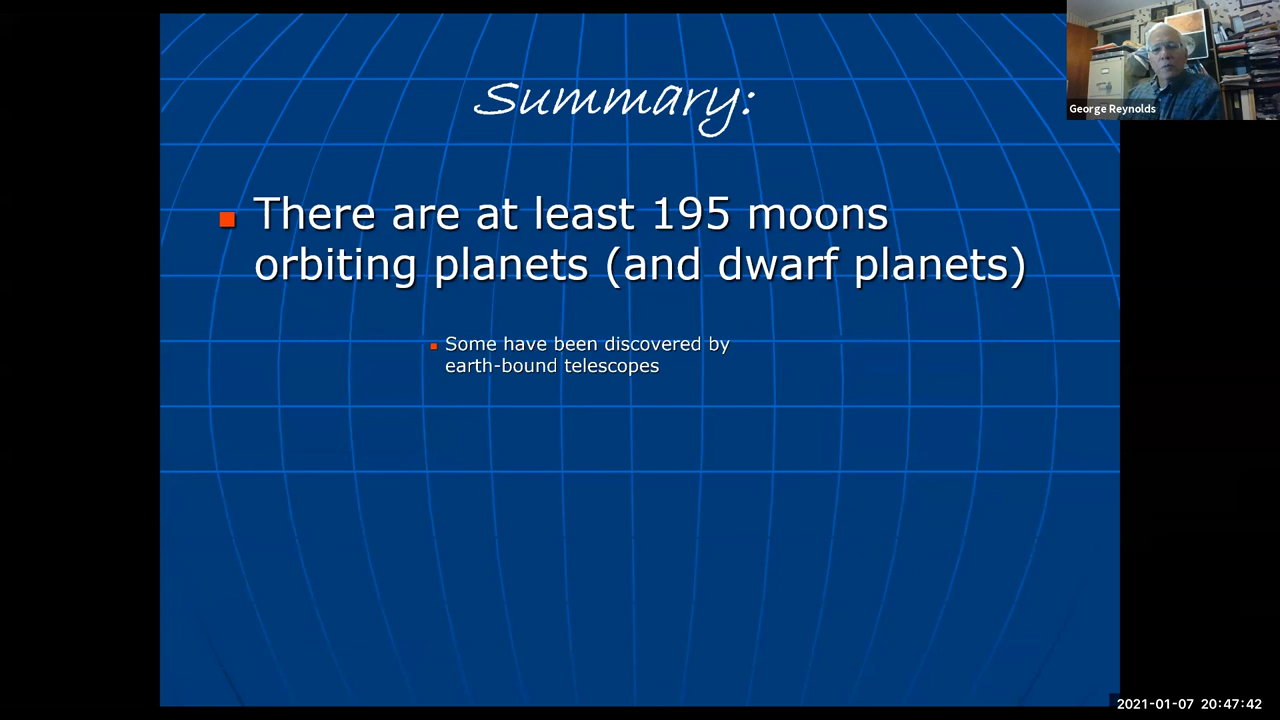 Summary:
George Reynolds
There are at least 195 moons
orbiting planets (and dwarf planets)
Some have been discovered by
earth-bound telescopes
2021-01-07 20:47:42